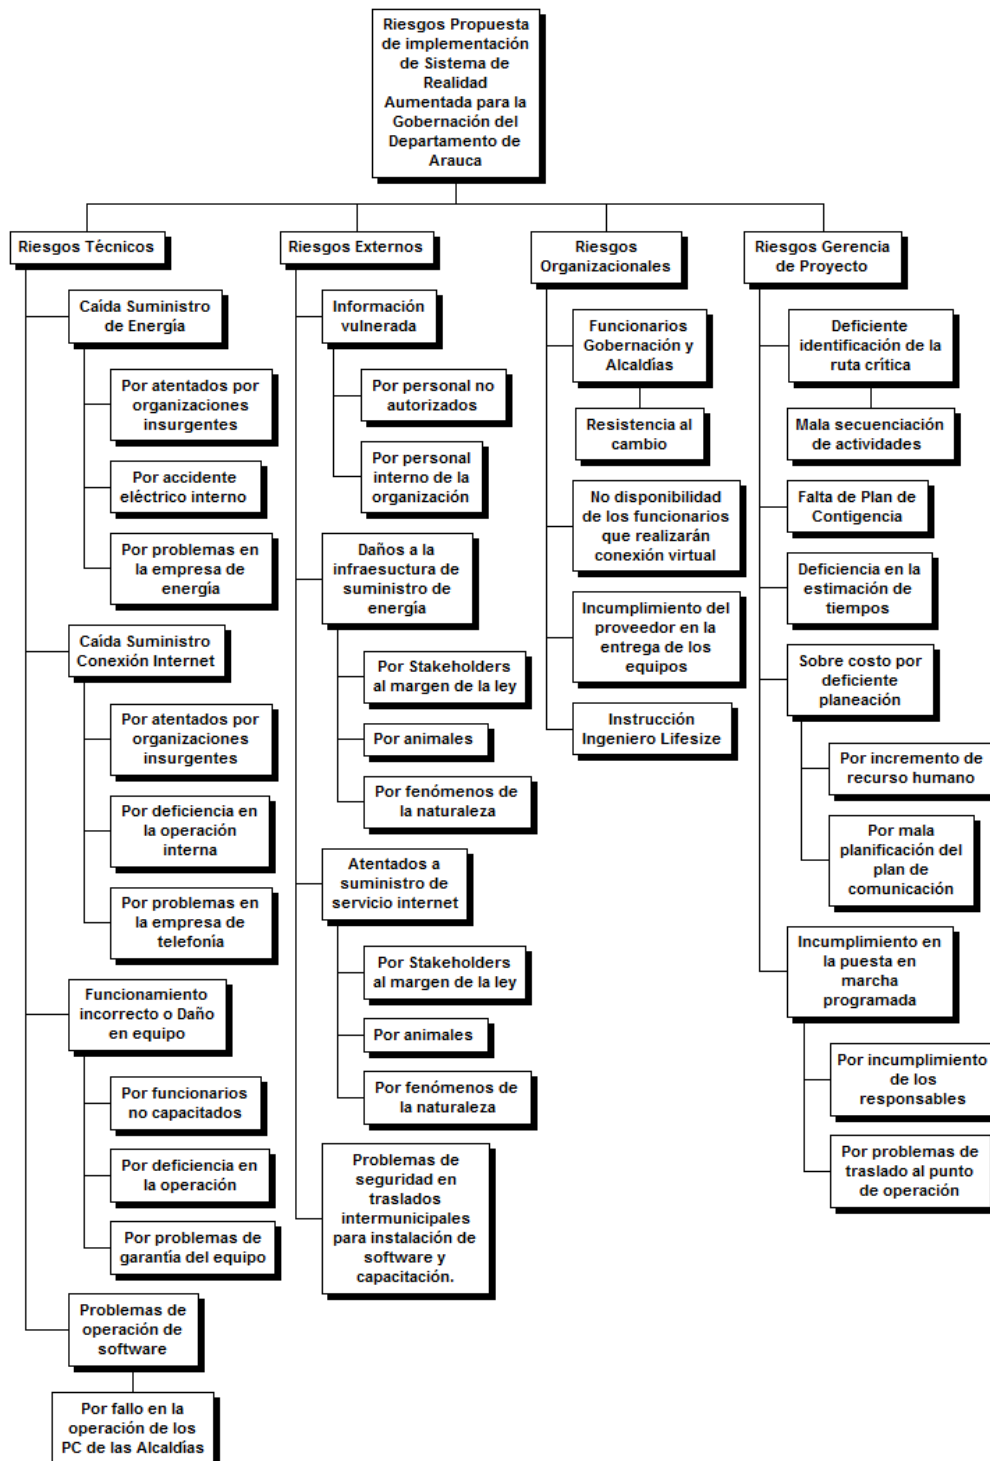 Riesgos Propuesta
de implementación
de Sistema de
Realidad
Aumentada para la
Gobernación del
Departamento de
Arauca
Riesgos Técnicos
Caída Suministro
de Energía
Por atentados por
organizaciones
insurgentes
Por accidente
eléctrico interno
Por problemas en
la empresa de
energía
Caída Suministro
Conexión Internet
Por atentados por
organizaciones
insurgentes
Por deficiencia en
la operación
interna
Por problemas en
la empresa de
telefonía
Funcionamiento
incorrecto o Daño
en equipo
Por funcionarios
no capacitados
Por deficiencia en
la operación
Por problemas de
garantía del equipo
Problemas de
operación de
software
Por fallo en la
operación de los
PC de las Alcaldías
Riesgos Externos
Información
vulnerada
Por personal no
autorizados
Por personal
interno de la
organización
Daños a la
infraesuctura de
suministro de
energía
Por Stakeholders
al margen de la ley
Por animales
Por fenómenos de
la naturaleza
Atentados a
suministro de
servicio internet
Por Stakeholders
al margen de la ley
Por animales
Por fenómenos de
la naturaleza
Problemas de
seguridad en
traslados
intermunicipales
para instalación de
software y
capacitación.
Riesgos
Organizacionales
Funcionarios
Gobernación y
Alcaldías
Resistencia al
cambio
No disponibilidad
de los funcionarios
que realizarán
conexión virtual
Incumplimiento del
proveedor en la
entrega de los
equipos
Instrucción
Ingeniero Lifesize
Riesgos Gerencia
de Proyecto
Deficiente
identificación de la
ruta crítica
Mala secuenciación
de actividades
Falta de Plan de
Contigencia
Deficiencia en la
estimación de
tiempos
Sobre costo por
deficiente
planeación
Por incremento de
recurso humano
Por mala
planificación del
plan de
comunicación
Incumplimiento en
la puesta en
marcha
programada
Por incumplimiento
de los
responsables
Por problemas de
traslado al punto
de operación